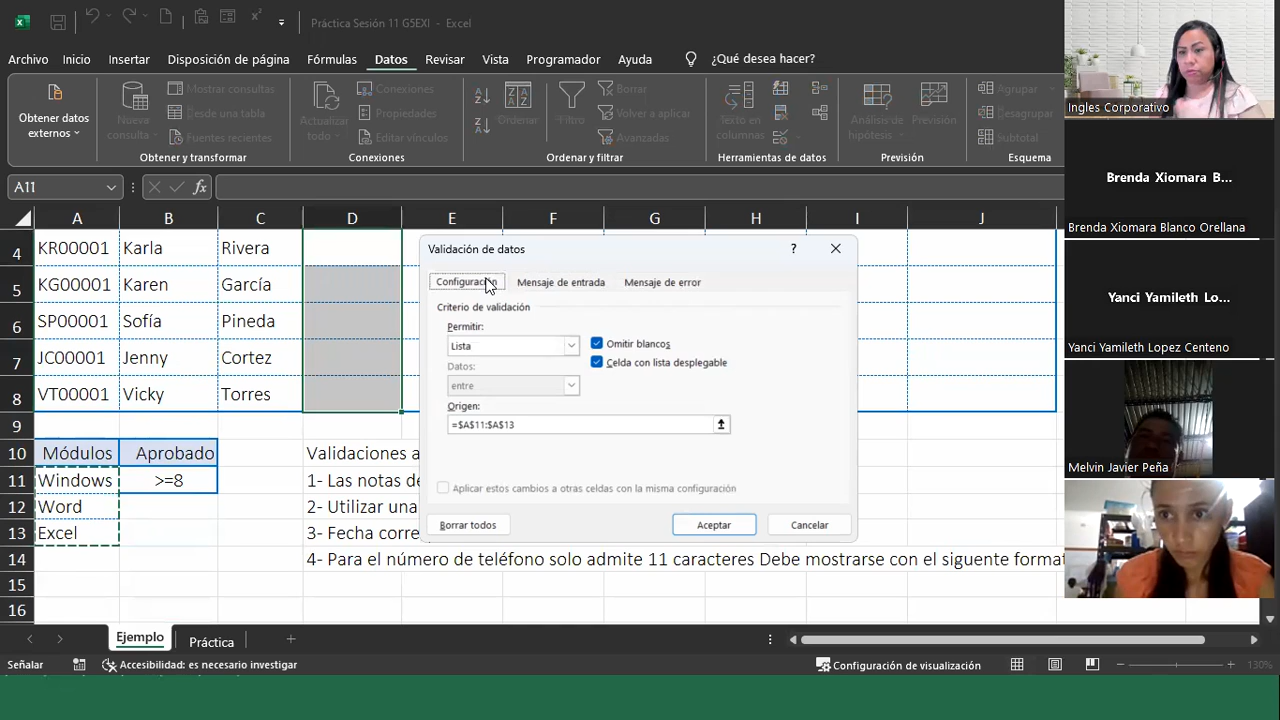 Práctica Sesión 11 G5EXI - Excel
Archivo Inicio Insertar Disposición de página Fórmulas Datos Revisar Vista Programador Ayuda ¿Qué desea hacer?
Obtener datos externos
Nueva consulta
Mostrar consultas
Desde una tabla
Fuentes recientes
Obtener y transformar
Actualizar todo
Conexiones
Propiedades
Editar vínculos
Conexiones
Ordenar
Filtro
Borrar
Volver a aplicar
Avanzadas
Ordenar y filtrar
Texto en columnas
Herramientas de datos
Análisis de hipótesis
Previsión
Previsión
Agrupar
Desagrupar
Subtotal
Esquema
A11
fx
A B C D E F G H I J
4 KR00001 Karla Rivera
5 KG00001 Karen García
6 SP00001 Sofía Pineda
7 JC00001 Jenny Cortez
8 VT00001 Vicky Torres
9
10 Módulos Aprobado Validaciones a
11 Windows >=8 1- Las notas de
12 Word 2- Utilizar una
13 Excel 3- Fecha corre
14 4- Para el número de teléfono solo admite 11 caracteres Debe mostrarse con el siguente format
15
16
Validación de datos
?
Configuración Mensaje de entrada Mensaje de error
Criterio de validación
Permitir:
Lista
Omitir blancos
Celda con lista desplegable
Datos:
entre
Origen:
=$A$11:$A$13
Aplicar estos cambios a otras celdas con la misma configuración
Borrar todos Aceptar Cancelar
Ejemplo Práctica
Señalar Accesibilidad: es necesario investigar Configuración de visualización 130%
Ingles Corporativo
Brenda Xiomara B...
Brenda Xiomara Blanco Orellana
Yanci Yamileth Lo...
Yanci Yamileth Lopez Centeno
Melvin Javier Peña